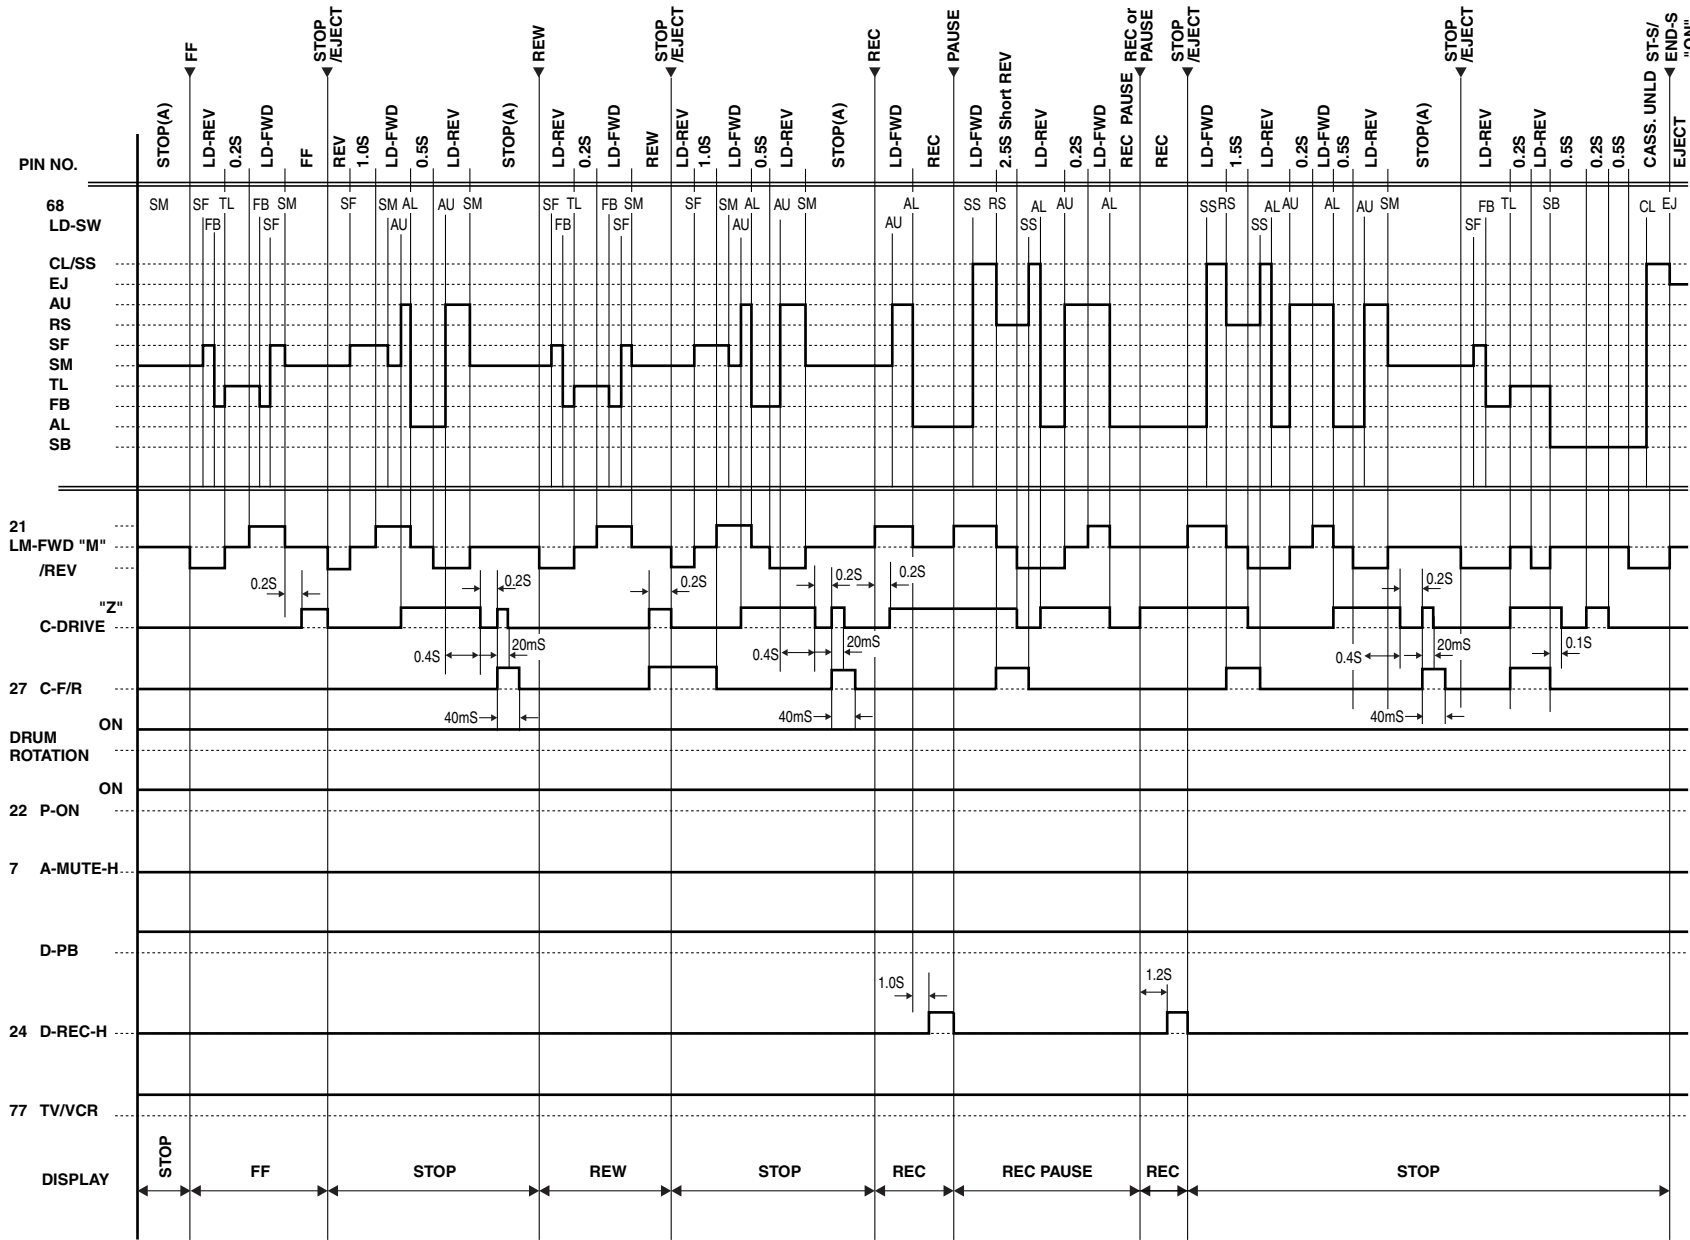 FF
STOP
/EJECT
REW
STOP
/EJECT
REC
PAUSE
REC or
PAUSE
STOP
/EJECT
STOP
/EJECT
ST-S/
END-S
"ON"
PIN NO.
STOP(A)
LD-REV
0.2S
LD-FWD
FF
REV
1.0S
LD-FWD
0.5S
LD-REV
STOP(A)
LD-REV
0.2S
LD-FWD
REW
LD-REV
1.0S
LD-FWD
0.5S
LD-REV
STOP(A)
LD-FWD
REC
LD-FWD
2.5S Short REV
LD-REV
0.2S
LD-FWD
REC PAUSE
REC
LD-FWD
1.5S
LD-REV
0.2S
LD-FWD
0.5S
LD-REV
STOP(A)
LD-REV
0.2S
LD-REV
0.5S
0.2S
0.5S
CASS. UNLD
EJECT
68 SM SF TL FB SM SF SM AL AU SM SF TL FB SM SF SM AL AU SM AL SS RS AL AU AL SS RS AL AU AL AU SM FB TL SB CL EJ
LD-SW FB SF AU FB SF AU AU SS SS SF
CL/SS
EJ
AU
RS
SF
SM
TL
FB
AL
SB
21
LM-FWD "M"
/REV
0.2S 0.2S 0.2S 0.2S 0.2S 0.2S
"Z"
C-DRIVE
0.4S 20mS 0.4S 20mS 0.4S 20mS 0.1S
27 C-F/R
40mS 40mS 40mS
ON
DRUM
ROTATION
ON
22 P-ON
7 A-MUTE-H
D-PB
1.0S 1.2S
24 D-REC-H
77 TV/VCR
DISPLAY STOP FF STOP REW STOP REC REC PAUSE REC STOP